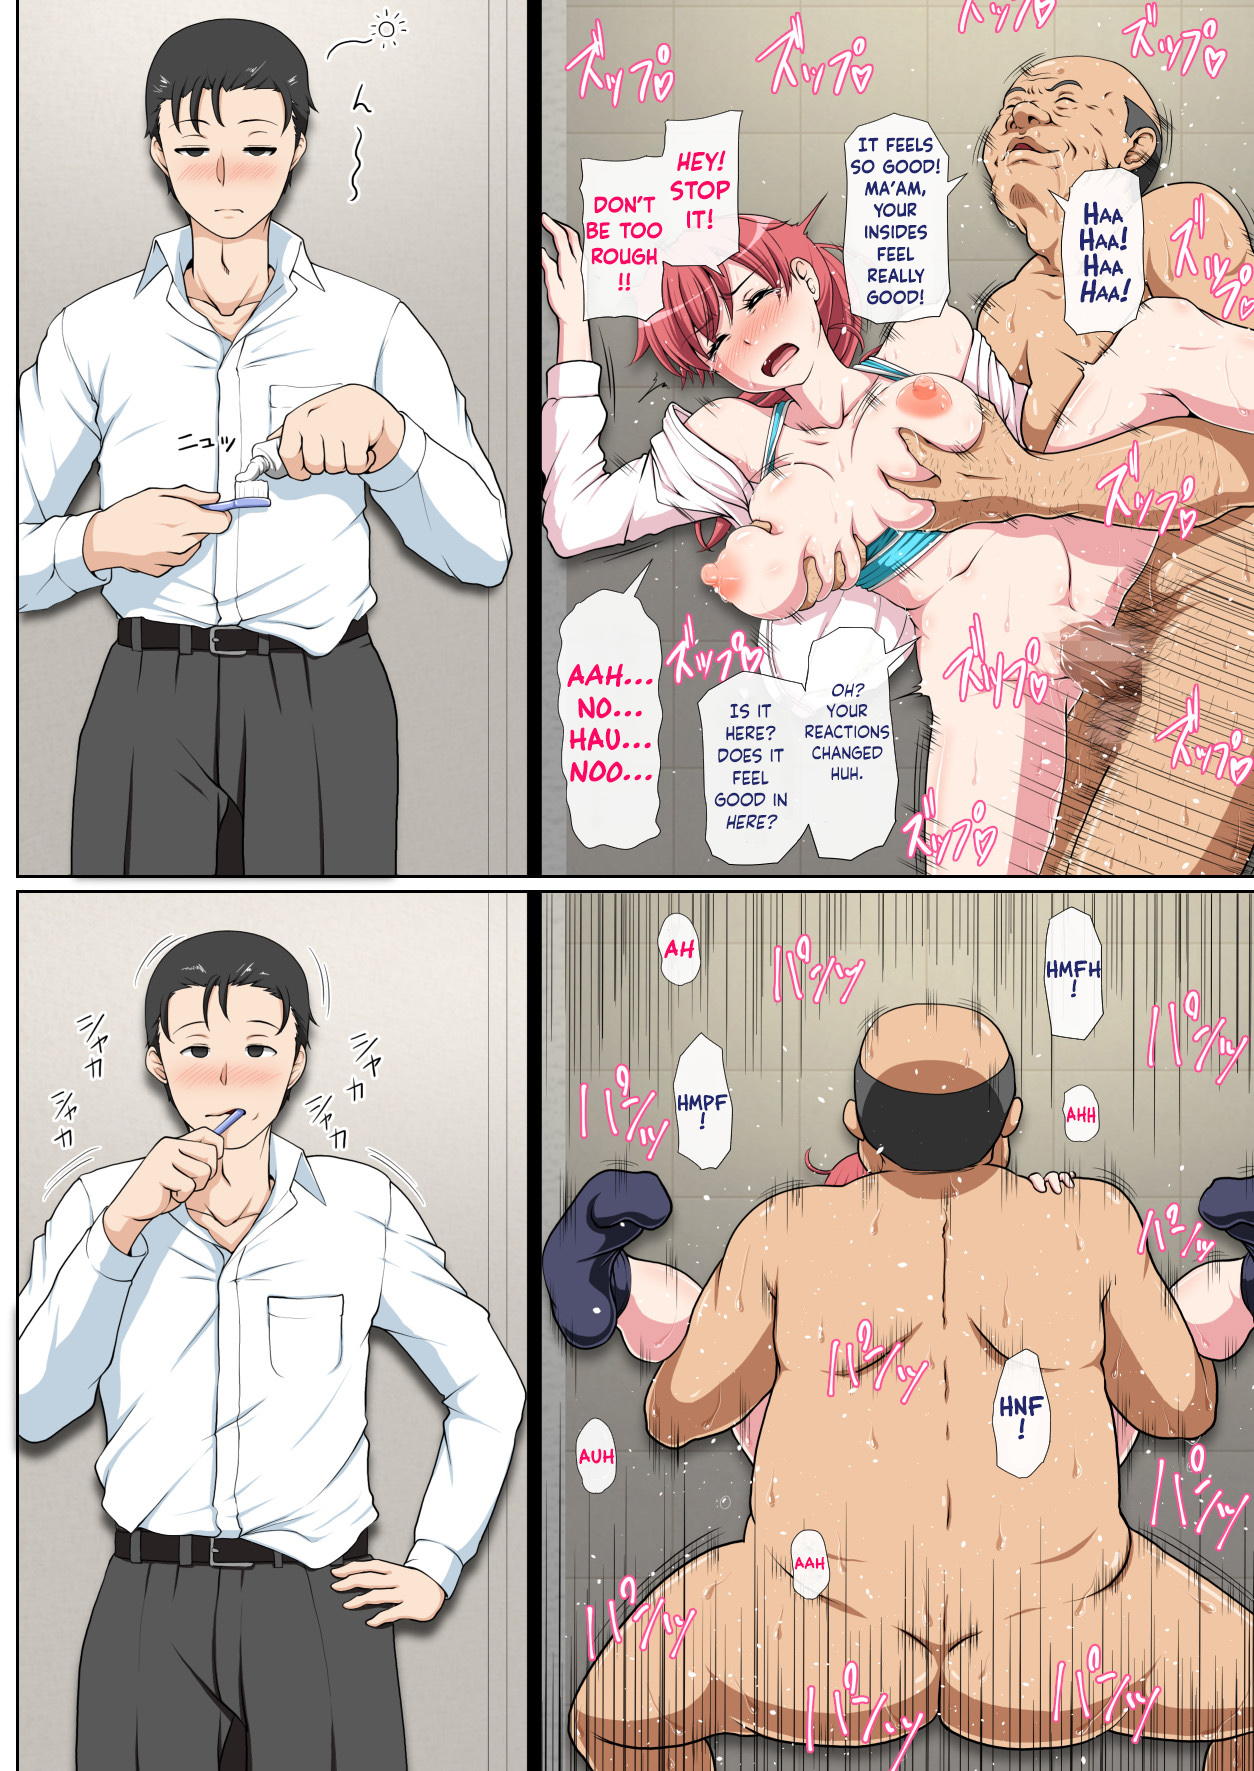 ん
ニュッ
ズップ♡
ズップ♡
ズップ♡
ズップ♡
HEY!
STOP
IT!
DON'T
BE TOO
ROUGH
!!
IT FEELS
SO GOOD!
MA'AM,
YOUR
INSIDES
FEEL
REALLY
GOOD!
HAA
HAA!
HAA
HAA!
ズップ♡
ズップ♡
OH?
YOUR
REACTIONS
CHANGED
HUH.
IS IT
HERE?
DOES IT
FEEL
GOOD IN
HERE?
AAH...
NO...
HAU...
NOO...
ズップ♡
ズップ♡
ズップ♡
ズップ♡
シャカ
シャカ
シャカ
シャカ
AH
HMFH
!
HMPF
!
AHH
HNF
!
AUH
AAH
パンッ
パンッ
パンッ
パンッ
パンッ
パンッ
パンッ
パンッ
パンッ